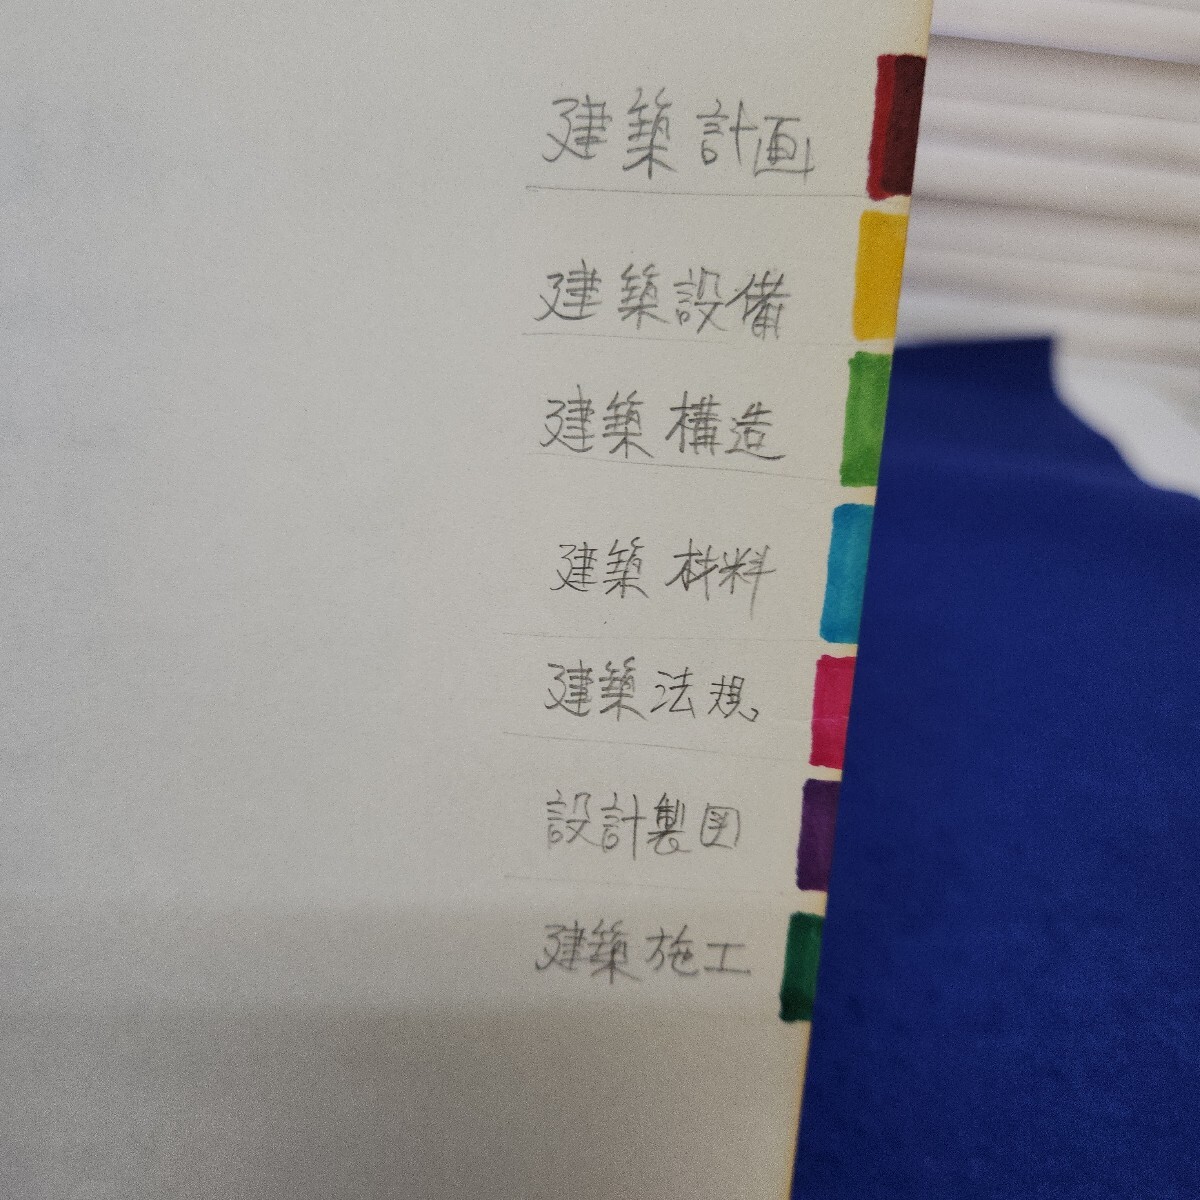 建築計画
建築設備
建築構造
建築材料
建築法規
設計製図
建築施工